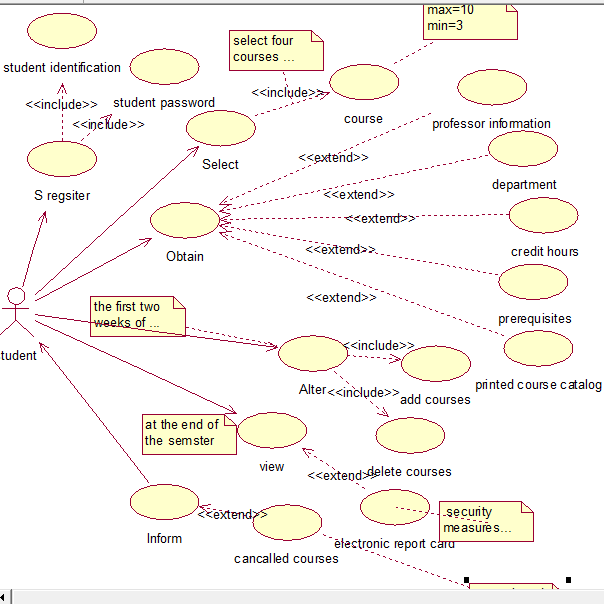 max=10
min=3
select four
courses ...
student identification
<<include>>
student password
<<include>>
<<include>>
course
professor information
S regsiter
Select
<<extend>>
department
<<extend>>
<<extend>>
Obtain
<<extend>>
credit hours
<<extend>>
prerequisites
the first two
weeks of ...
tudent
<<include>>
printed course catalog
Alter
<<include>>
add courses
at the end of
the semster
view
<<extend>>
delete courses
security
measures...
<<extend>>
Inform
electronic report card
cancalled courses